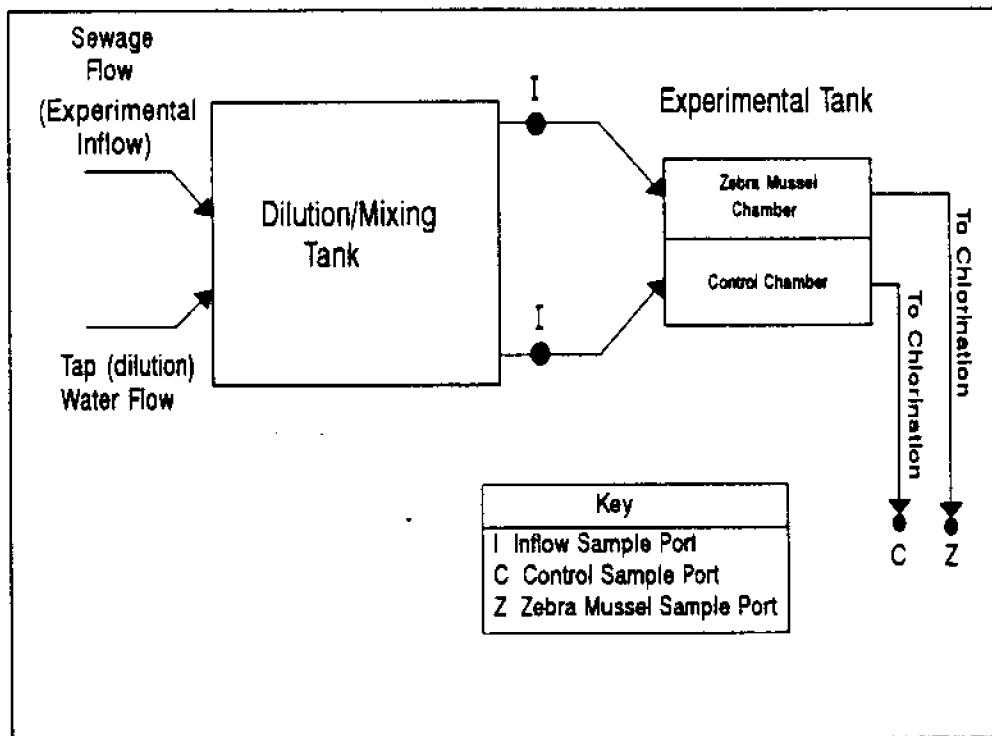 Sewage
Flow
(Experimental
Inflow)
Tap (dilution)
Water Flow
Dilution/Mixing
Tank
I
I
Experimental Tank
Zebra Mussel
Chamber
Control Chamber
To Chlorination
To Chlorination
C
Z
Key
I Inflow Sample Port
C Control Sample Port
Z Zebra Mussel Sample Port